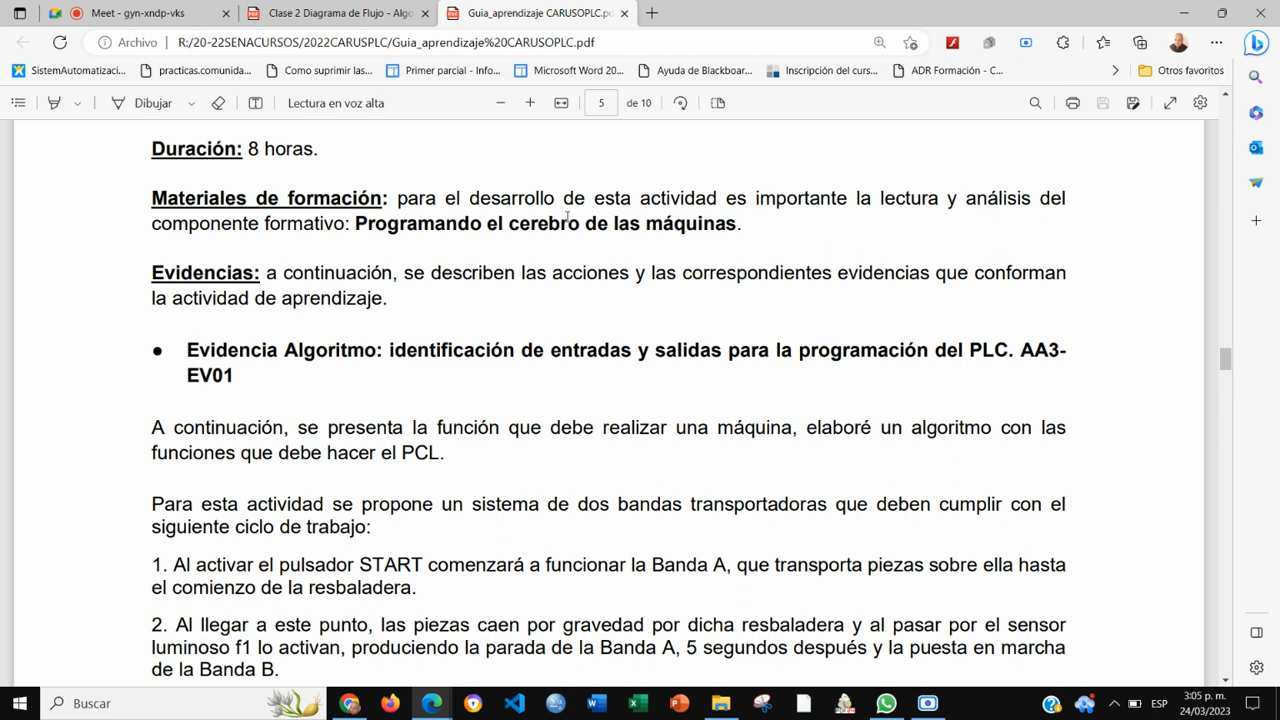 Meet - gyn-xndp-vks
Clase 2 Diagrama de Flujo - Algo
Guia_aprendizaje CARUSOPLC.pd
Archivo
R:/20-22SENACURSOS/2022CARUSPLC/Guia_aprendizaje%20CARUSOPLC.pdf
SistemaAutomatizaci...
practicas.comunida...
Como suprimir las...
Primer parcial - Info...
Microsoft Word 20...
Ayuda de Blackboar...
Inscripción del curs...
ADR Formación - C...
Otros favoritos
Dibujar
Lectura en voz alta
5
de 10
Duración: 8 horas.
Materiales de formación: para el desarrollo de esta actividad es importante la lectura y análisis del
componente formativo: Programando el cerebro de las máquinas.
Evidencias: a continuación, se describen las acciones y las correspondientes evidencias que conforman
la actividad de aprendizaje.
● Evidencia Algoritmo: identificación de entradas y salidas para la programación del PLC. AA3-
EV01
A continuación, se presenta la función que debe realizar una máquina, elaboré un algoritmo con las
funciones que debe hacer el PCL.
Para esta actividad se propone un sistema de dos bandas transportadoras que deben cumplir con el
siguiente ciclo de trabajo:
1. Al activar el pulsador START comenzará a funcionar la Banda A, que transporta piezas sobre ella hasta
el comienzo de la resbaladera.
2. Al llegar a este punto, las piezas caen por gravedad por dicha resbaladera y al pasar por el sensor
luminoso f1 lo activan, produciendo la parada de la Banda A, 5 segundos después y la puesta en marcha
de la Banda B.
Buscar
ESP
3:05 p. m.
24/03/2023